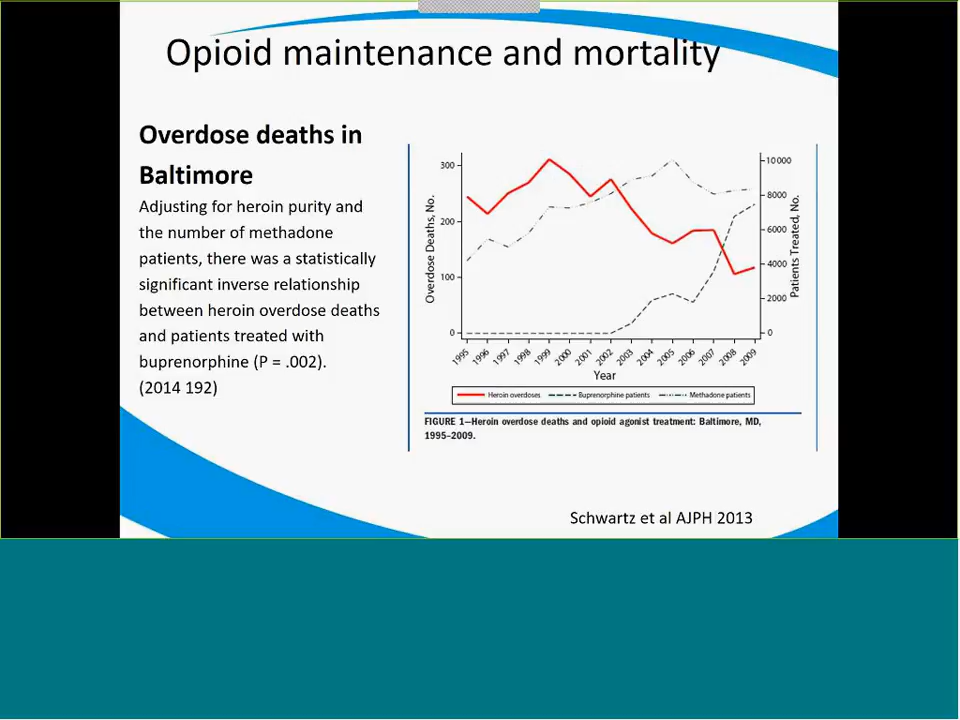 Opioid maintenance and mortality
Overdose deaths in
Baltimore
Adjusting for heroin purity and
the number of methadone
patients, there was a statistically
significant inverse relationship
between heroin overdose deaths
and patients treated with
buprenorphine (P = .002).
(2014 192)
Overdose Deaths, No.
300
200
100
0
10000
8000
6000
4000
2000
0
Patients Treated, No.
1995 1996 1997 1998 1999 2000 2001 2002 2003 2004 2005 2006 2007 2008 2009
Year
Heroin overdoses Buprenorphine patients Methadone patients
FIGURE 1—Heroin overdose deaths and opioid agonist treatment: Baltimore, MD,
1995–2009.
Schwartz et al AJPH 2013